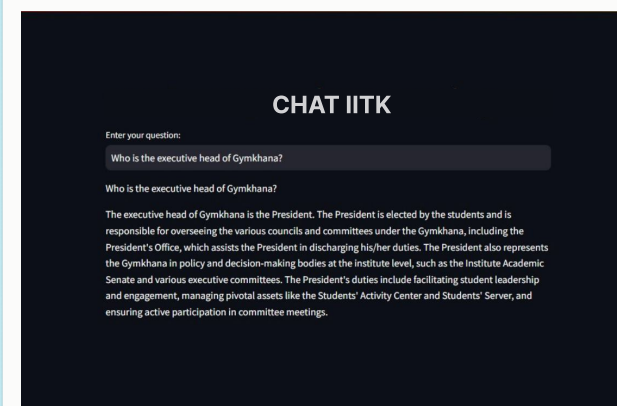 CHAT IITK
Enter your question:
Who is the executive head of Gymkhana?
Who is the executive head of Gymkhana?
The executive head of Gymkhana is the President. The President is elected by the students and is
responsible for overseeing the various councils and committees under the Gymkhana, including the
President's Office, which assists the President in discharging his/her duties. The President also represents
the Gymkhana in policy and decision-making bodies at the institute level, such as the Institute Academic
Senate and various executive committees. The President's duties include facilitating student leadership
and engagement, managing pivotal assets like the Students' Activity Center and Students' Server, and
ensuring active participation in committee meetings.